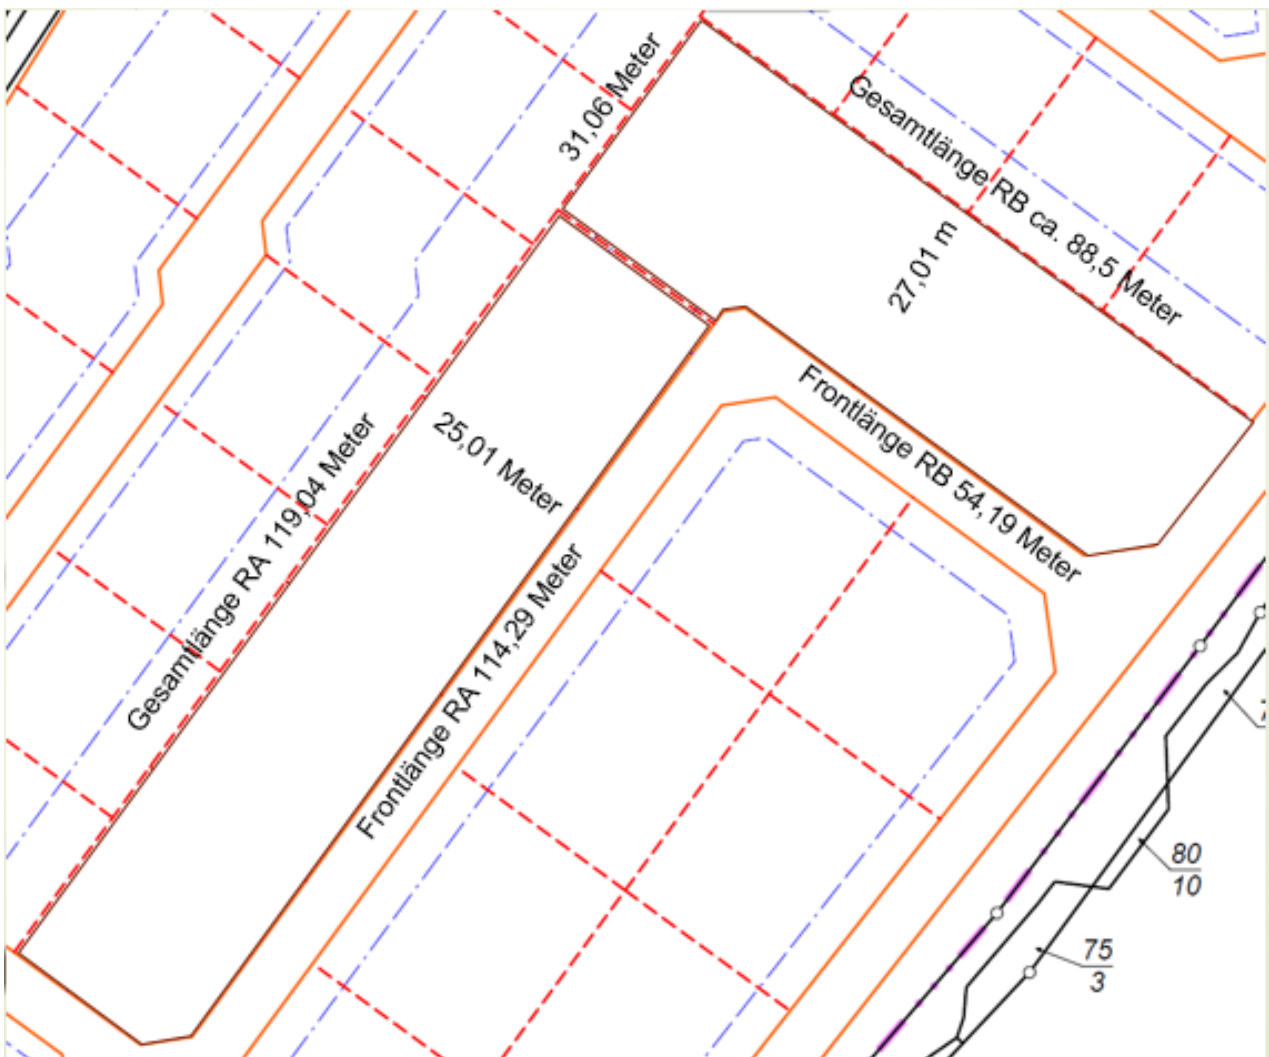 31,06 Meter
Gesamtlänge RB ca. 88,5 Meter
27,01 m
Frontlänge RB 54,19 Meter
25,01 Meter
Gesamtlänge RA 119,04 Meter
Frontlänge RA 114,29 Meter
80
10
75
3